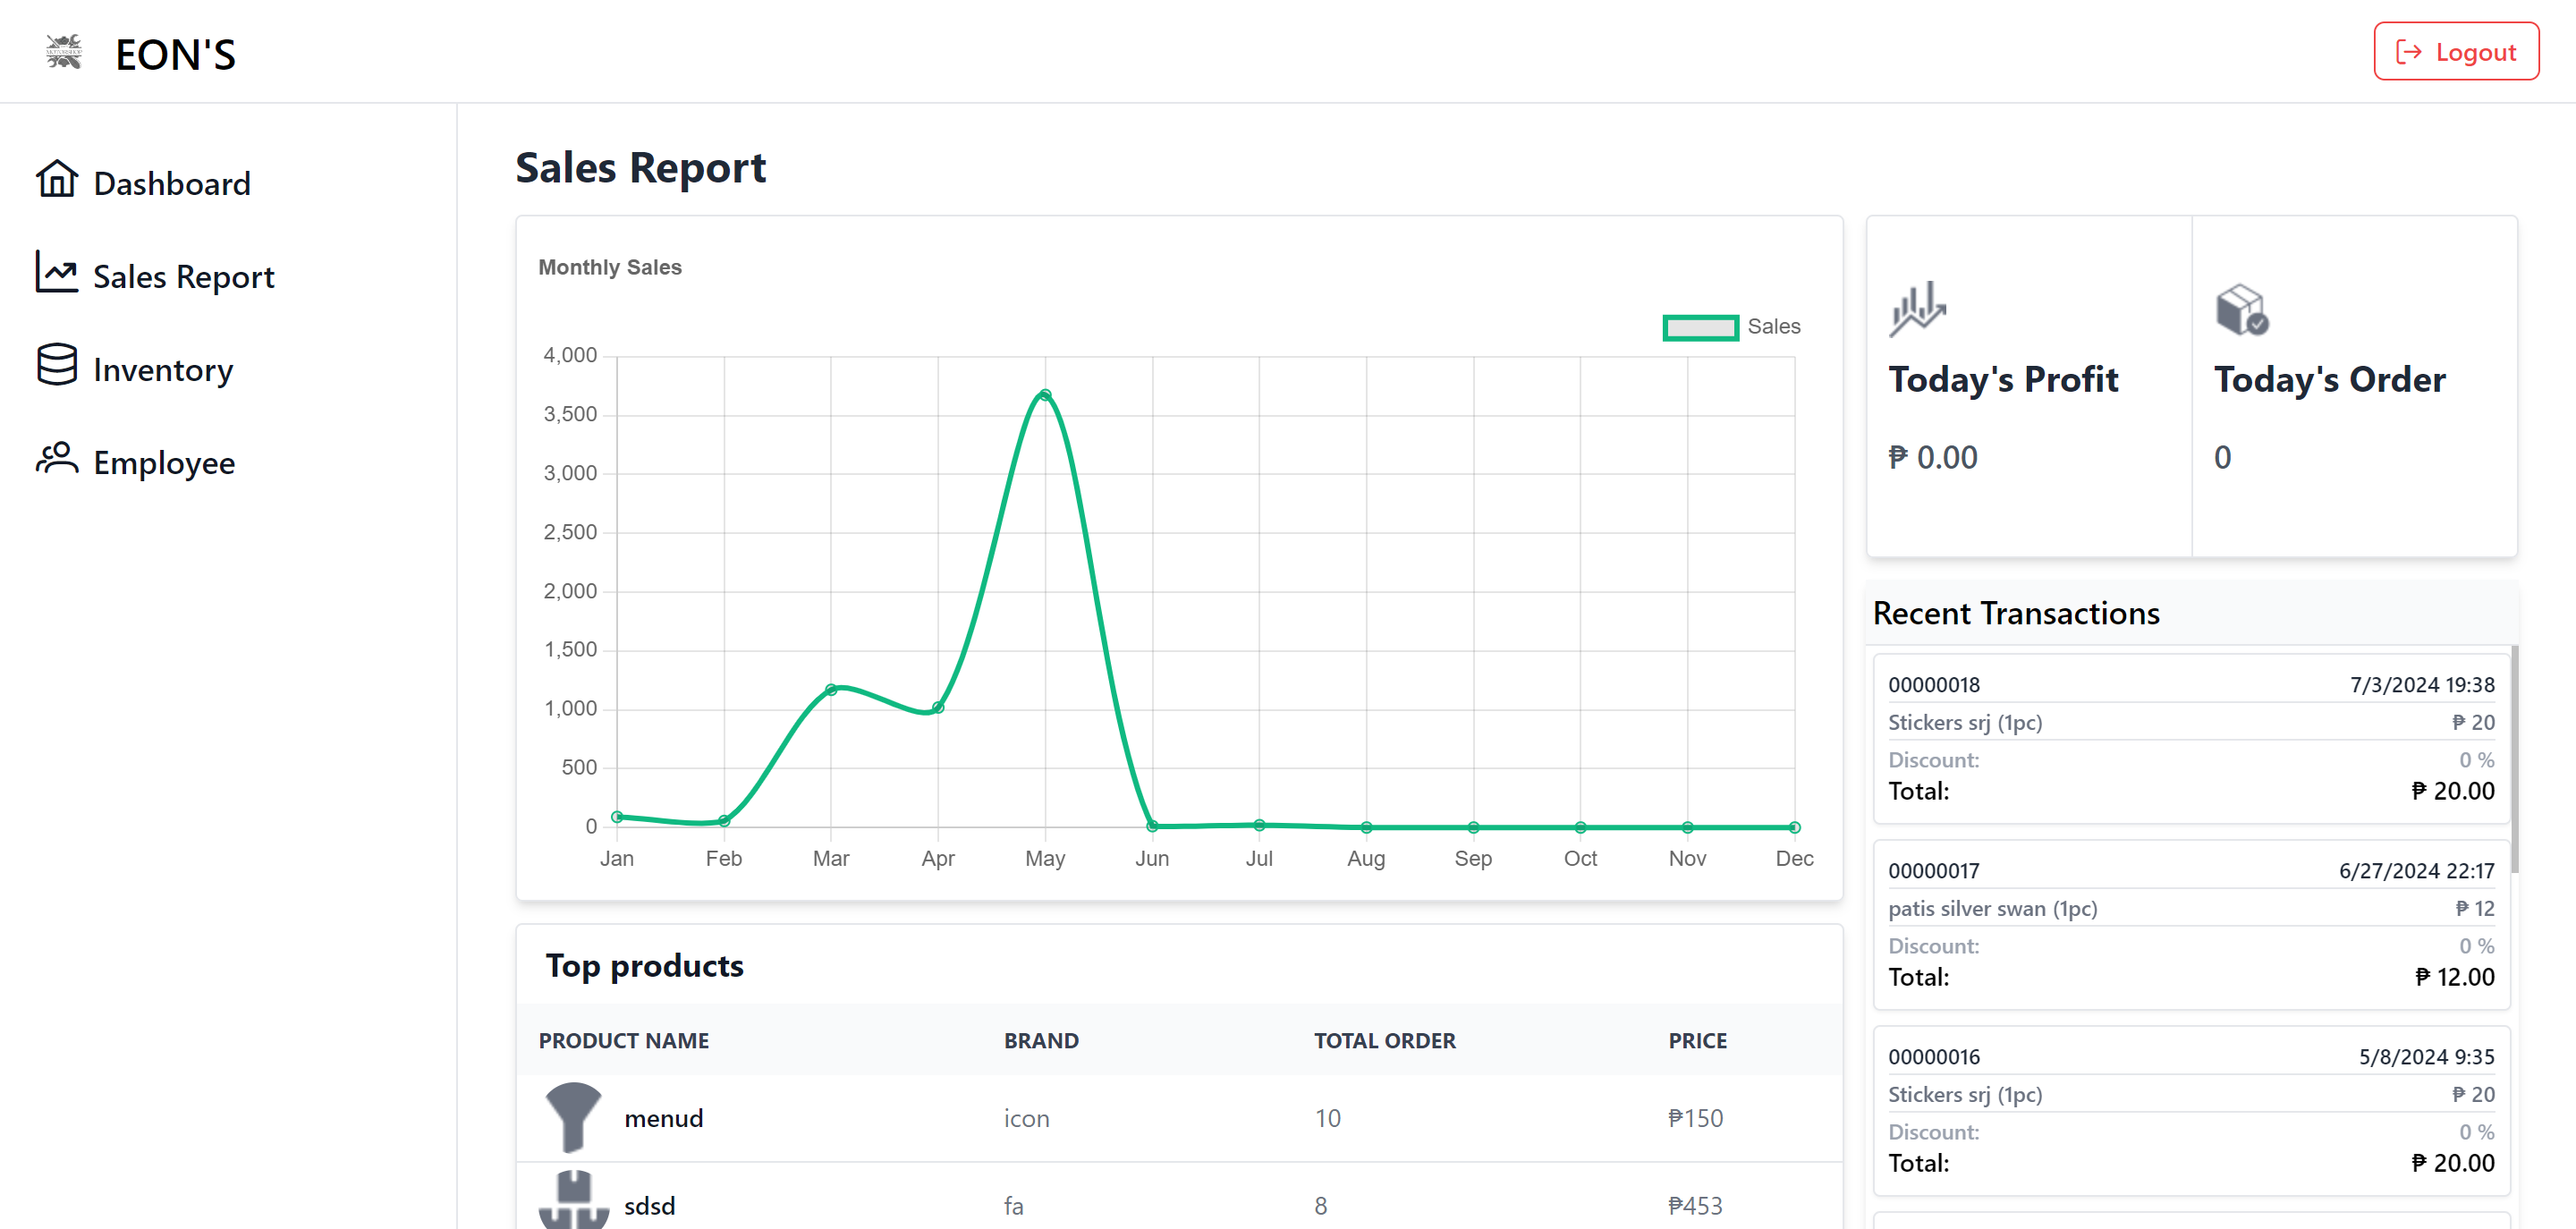 EON'S
Logout
Dashboard
Sales Report
Inventory
Employee
Sales Report
Monthly Sales
Sales
4,000
3,500
3,000
2,500
2,000
1,500
1,000
500
0
Jan Feb Mar Apr May Jun Jul Aug Sep Oct Nov Dec
Today's Profit
₱ 0.00
Today's Order
0
Recent Transactions
00000018 7/3/2024 19:38
Stickers srj (1pc) ₱ 20
Discount: 0 %
Total: ₱ 20.00
00000017 6/27/2024 22:17
patis silver swan (1pc) ₱ 12
Discount: 0 %
Total: ₱ 12.00
00000016 5/8/2024 9:35
Stickers srj (1pc) ₱ 20
Discount: 0 %
Total: ₱ 20.00
Top products
PRODUCT NAME BRAND TOTAL ORDER PRICE
menud icon 10 ₱150
sdsd fa 8 ₱453